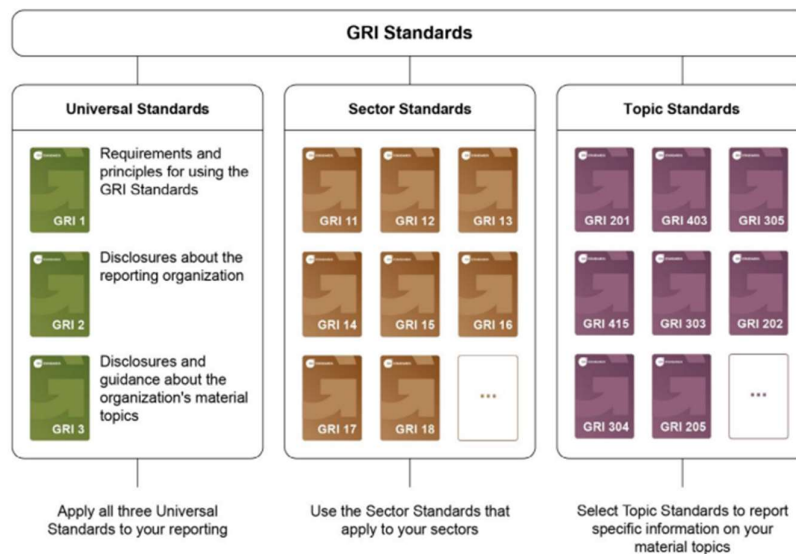 GRI Standards
Universal Standards
GRI 1
Requirements and
principles for using the
GRI Standards
GRI 2
Disclosures about the
reporting organization
GRI 3
Disclosures and
guidance about the
organization's material
topics
Apply all three Universal
Standards to your reporting
Sector Standards
GRI 11
GRI 12
GRI 13
GRI 14
GRI 15
GRI 16
GRI 17
GRI 18
...
Use the Sector Standards that
apply to your sectors
Topic Standards
GRI 201
GRI 403
GRI 305
GRI 415
GRI 303
GRI 202
GRI 304
GRI 205
...
Select Topic Standards to report
specific information on your
material topics